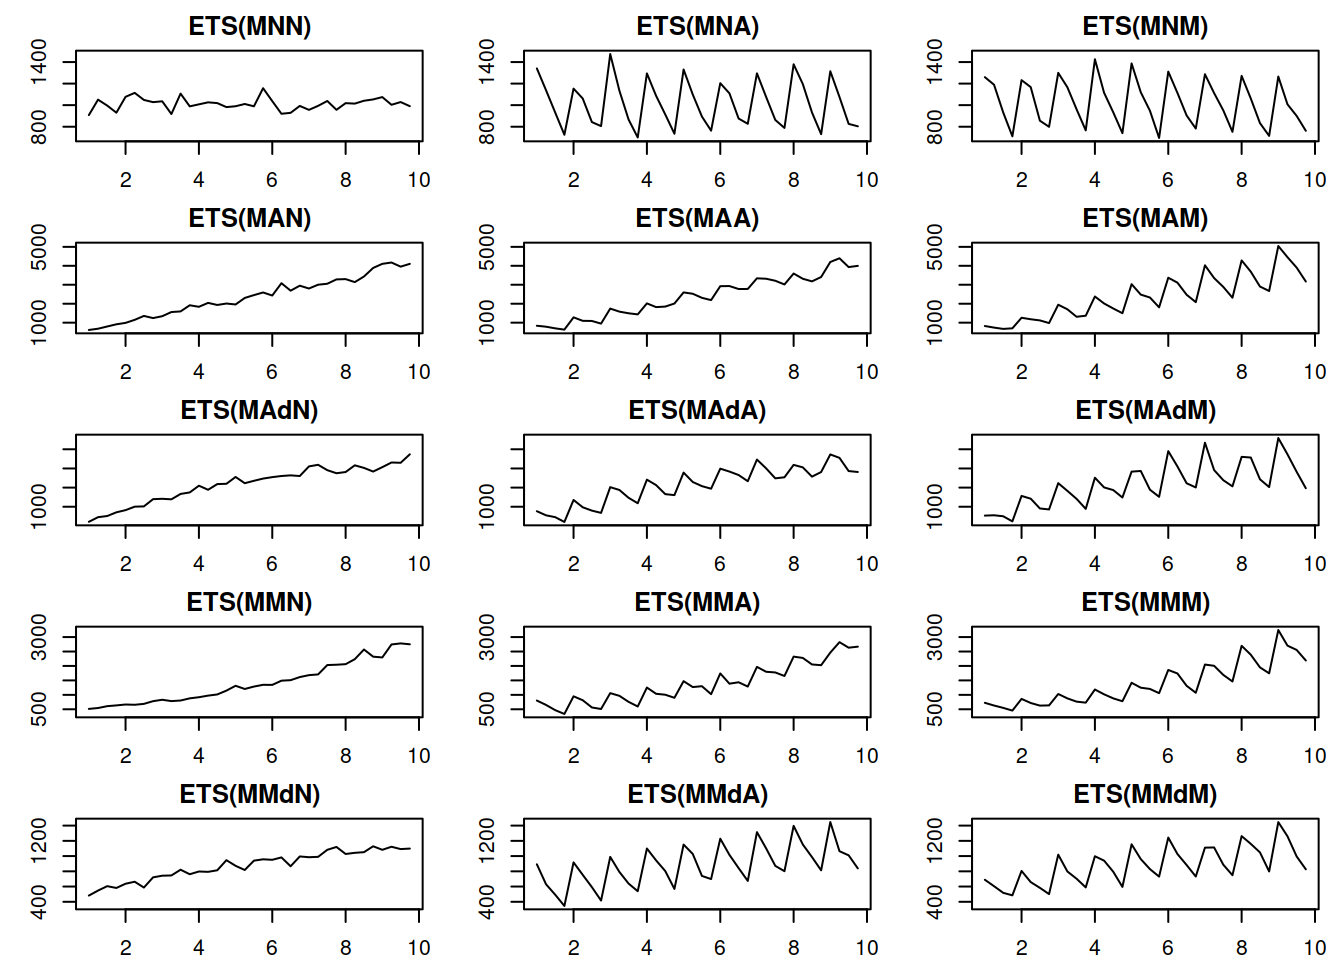 ETS(MNN) ETS(MNA) ETS(MNM)
1400 1400 1400
800 800 800
2 4 6 8 10 2 4 6 8 10 2 4 6 8 10
ETS(MAN) ETS(MAA) ETS(MAM)
5000 5000 5000
1000 1000 1000
2 4 6 8 10 2 4 6 8 10 2 4 6 8 10
ETS(MAdN) ETS(MAdA) ETS(MAdM)
1000 1000 1000
2 4 6 8 10 2 4 6 8 10 2 4 6 8 10
ETS(MMN) ETS(MMA) ETS(MMM)
3000 3000 3000
500 500 500
2 4 6 8 10 2 4 6 8 10 2 4 6 8 10
ETS(MMdN) ETS(MMdA) ETS(MMdM)
1200 1200 1200
400 400 400
2 4 6 8 10 2 4 6 8 10 2 4 6 8 10